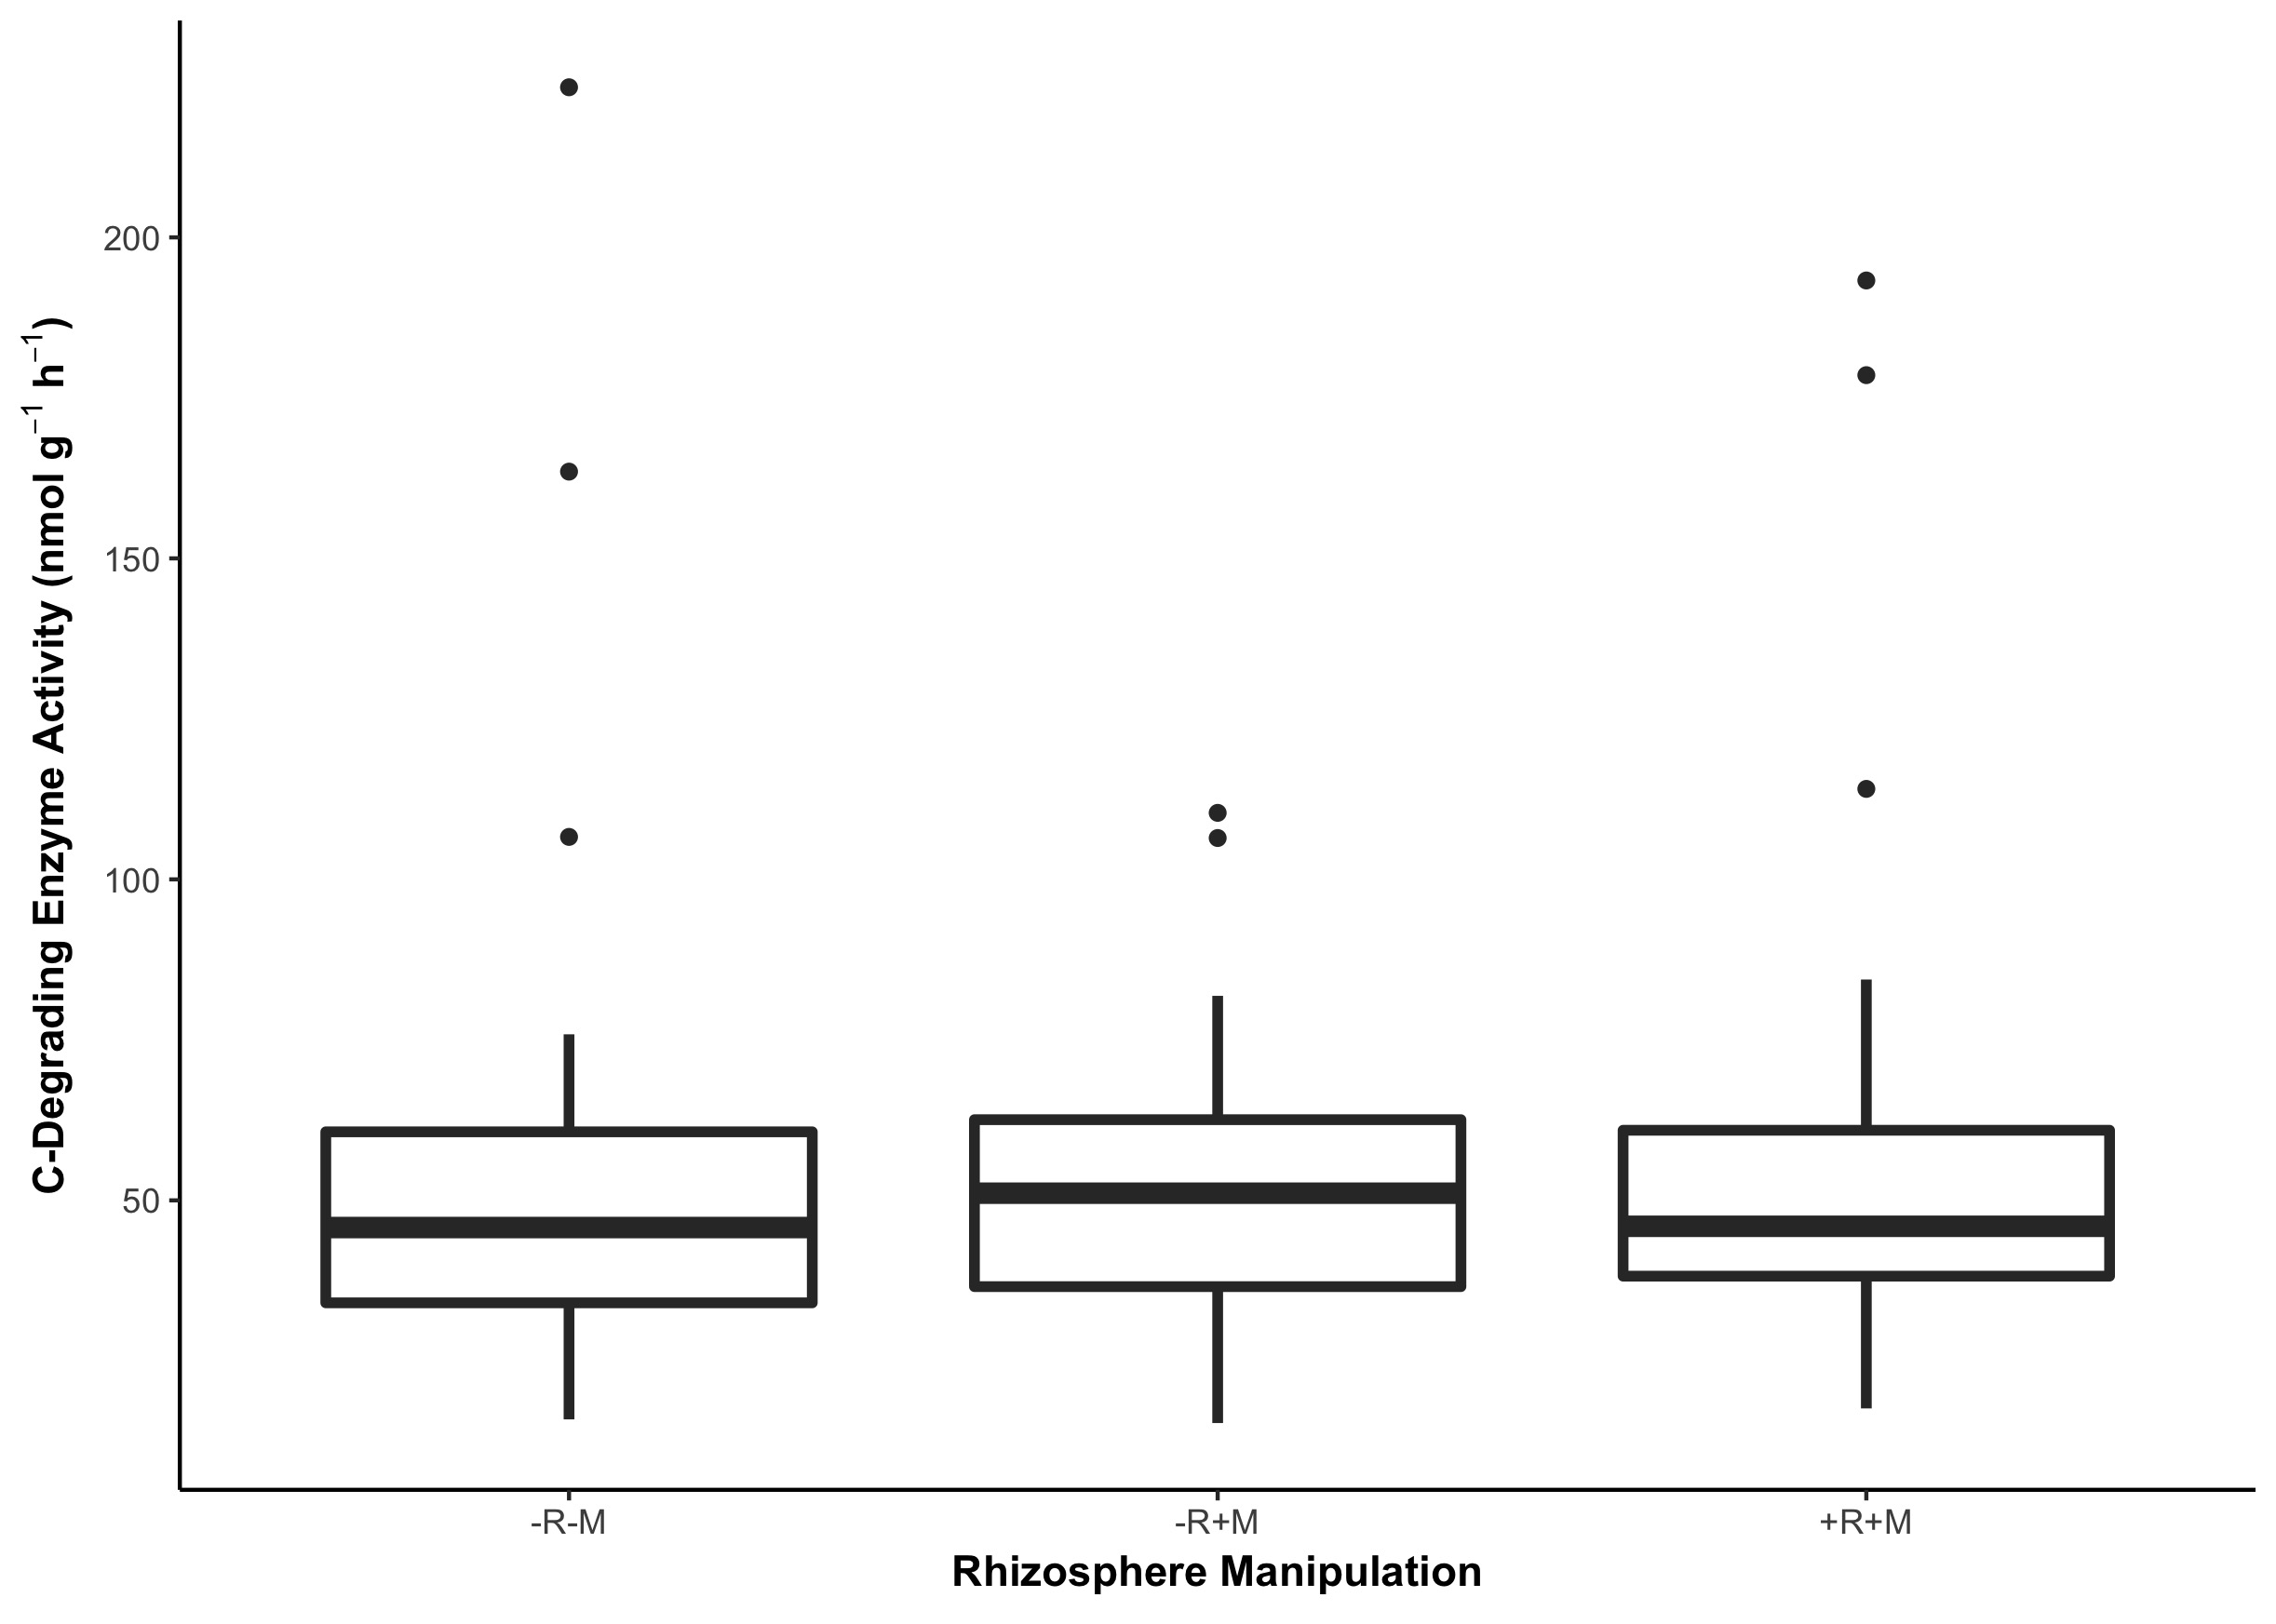 C-Degrading Enzyme Activity (nmol g⁻¹ h⁻¹)
200
150
100
50
-R-M
-R+M
+R+M
Rhizosphere Manipulation